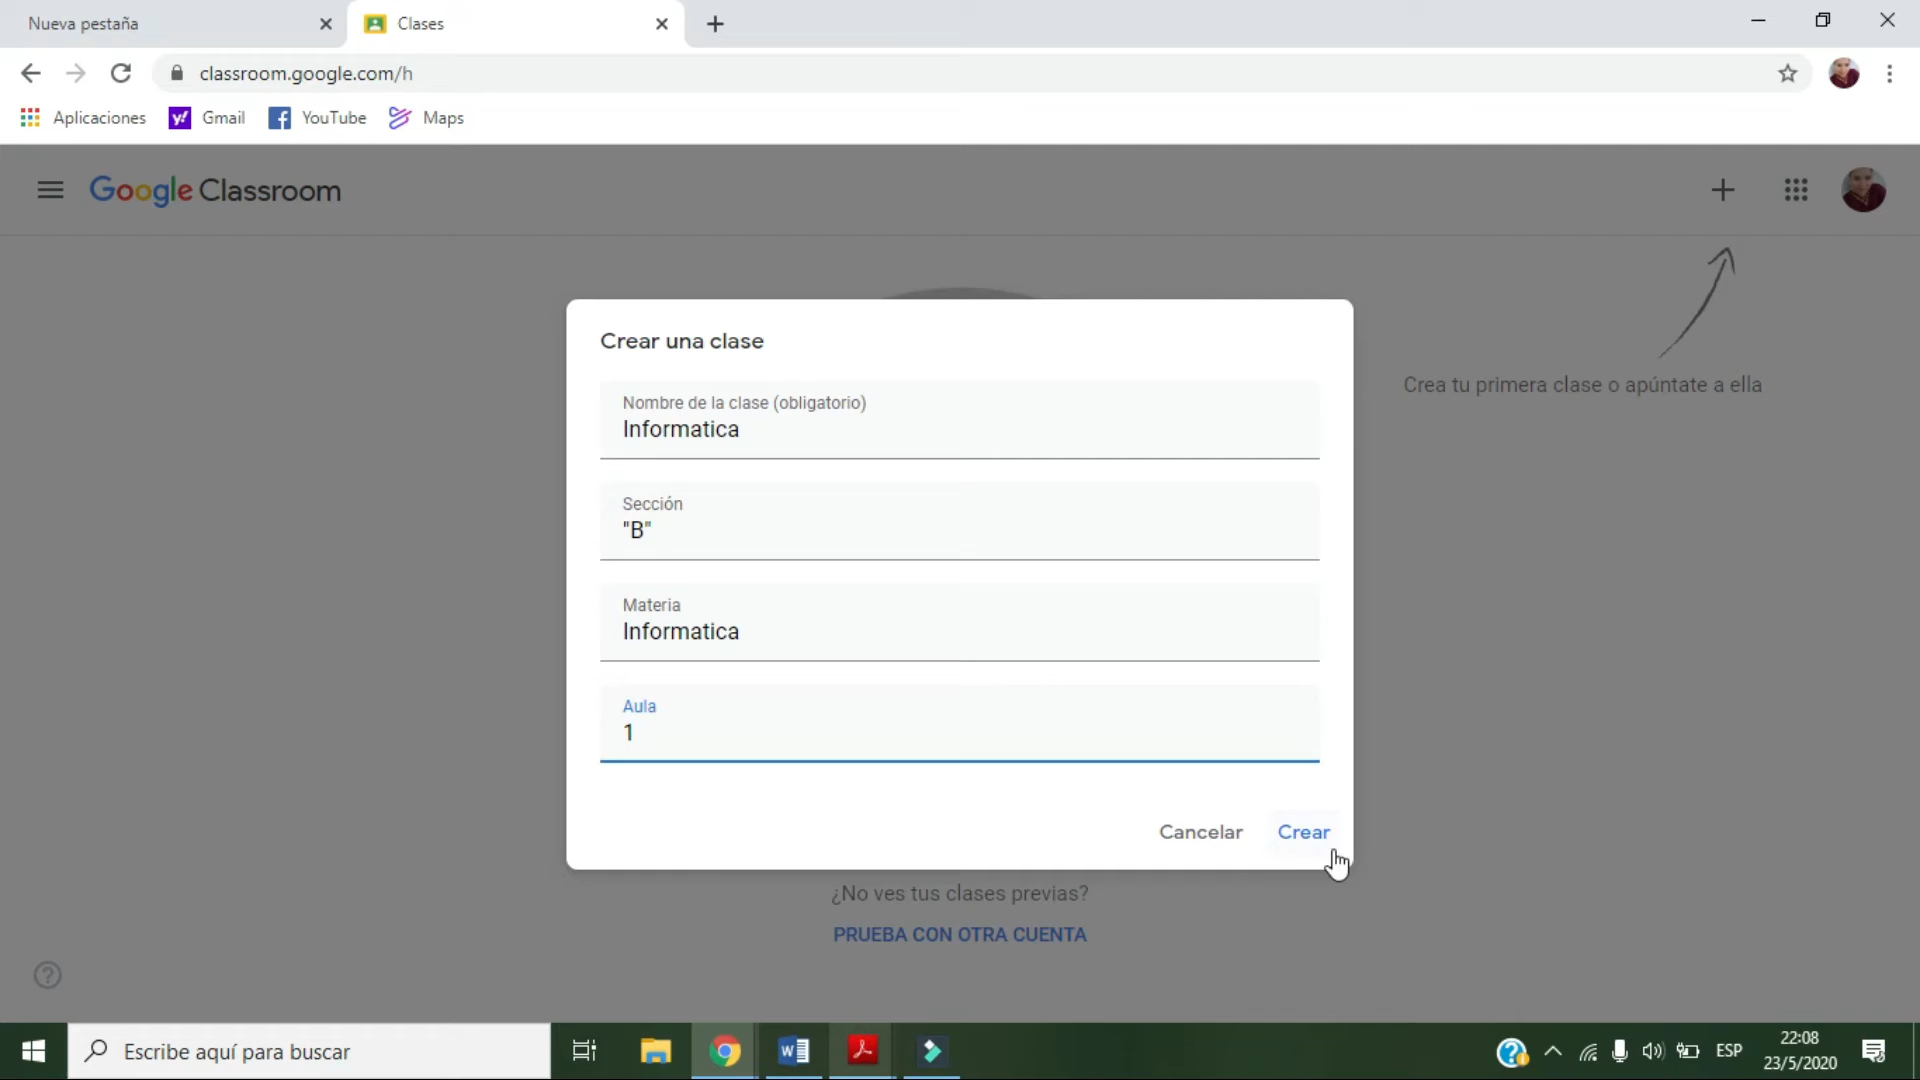 Nueva pestaña
Clases
classroom.google.com/h
Aplicaciones
Gmail
YouTube
Maps
Google Classroom
Crea tu primera clase o apúntate a ella
Crear una clase
Nombre de la clase (obligatorio)
Informatica
Sección
"B"
Materia
Informatica
Aula
1
Cancelar
Crear
¿No ves tus clases previas?
PRUEBA CON OTRA CUENTA
Escribe aquí para buscar
ESP
22:08
23/5/2020